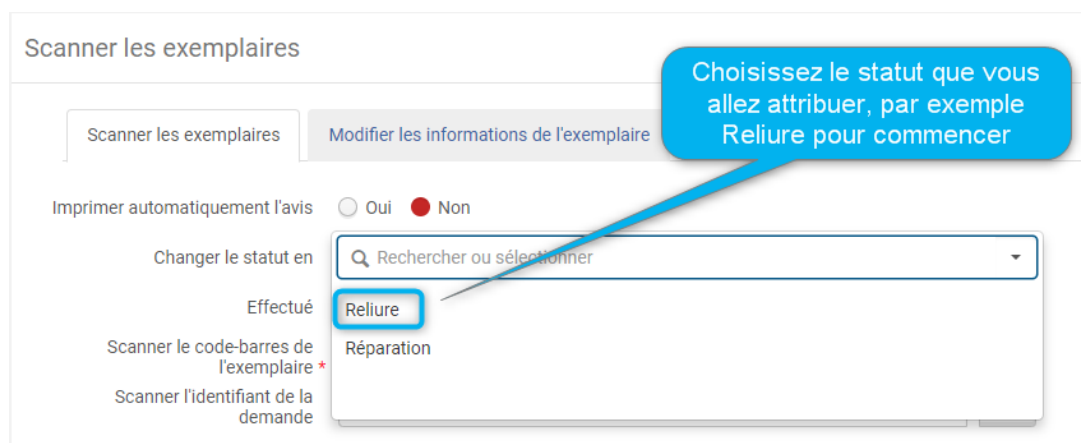 Scanner les exemplaires
Choisissez le statut que vous
allez attribuer, par exemple
Reliure pour commencer
Scanner les exemplaires
Modifier les informations de l'exemplaire
Imprimer automatiquement l'avis
Oui
Non
Changer le statut en
Rechercher ou sélectionner
Effectué
Reliure
Scanner le code-barres de
l'exemplaire *
Réparation
Scanner l'identifiant de la
demande